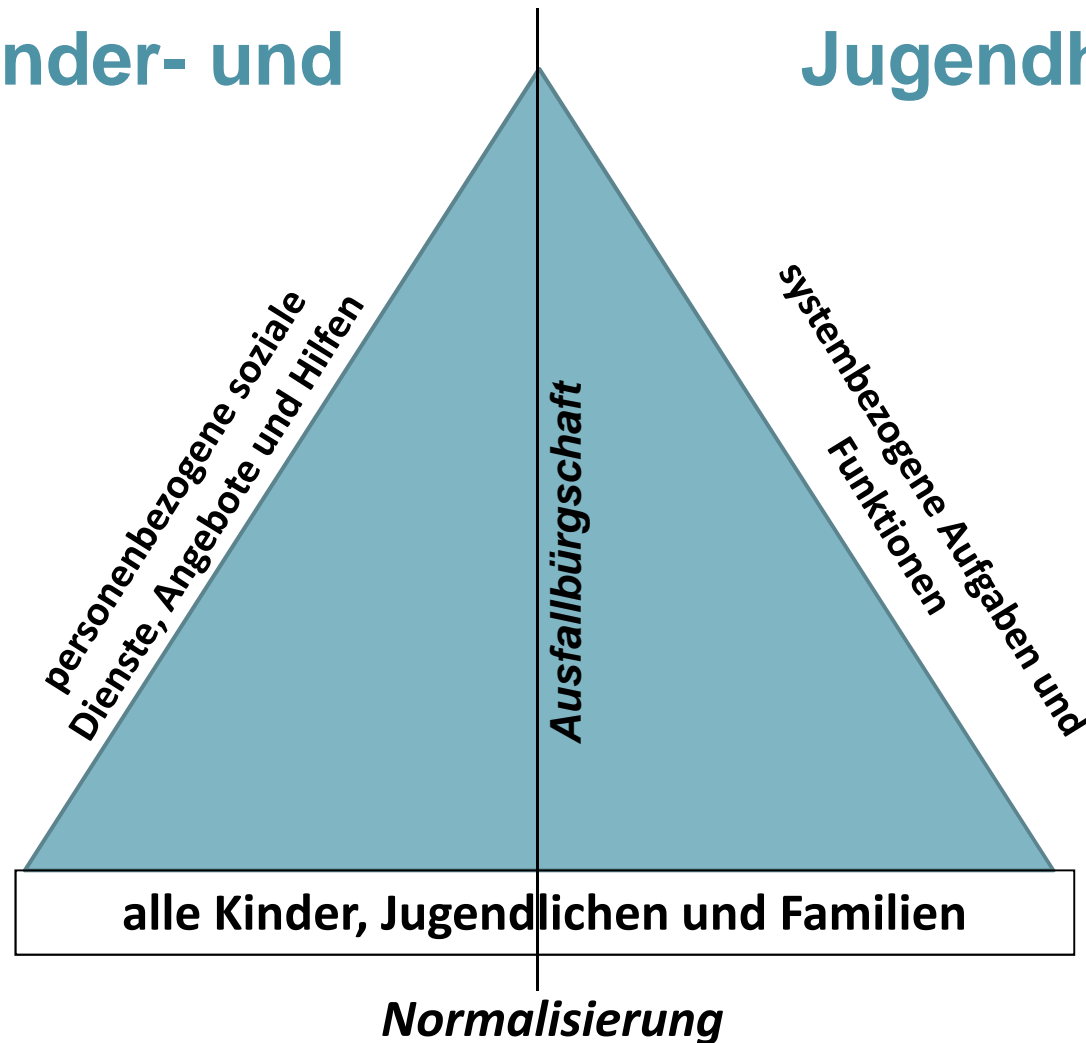 nder- und
Jugendh
personenbezogene soziale
Dienste, Angebote und Hilfen
Ausfallbürgschaft
systembezogene Aufgaben und
Funktionen
alle Kinder, Jugendlichen und Familien
Normalisierung